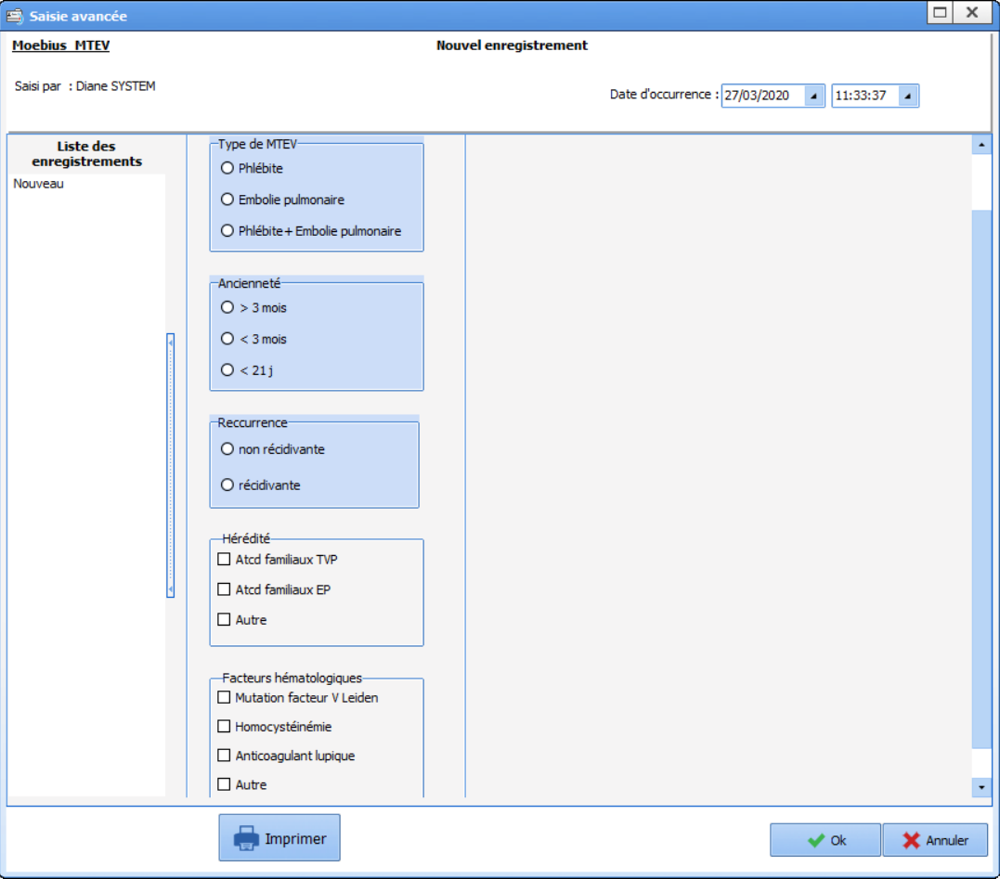 Saisie avancée
Moebius MTEV
Nouvel enregistrement
Saisi par : Diane SYSTEM
Date d'occurrence : 27/03/2020 11:33:37
Liste des
enregistrements
Nouveau
Type de MTEV
Phlébite
Embolie pulmonaire
Phlébite + Embolie pulmonaire
Ancienneté
> 3 mois
< 3 mois
< 21 j
Reccurrence
non récidivante
récidivante
Hérédité
Atcd familiaux TVP
Atcd familiaux EP
Autre
Facteurs hématologiques
Mutation facteur V Leiden
Homocystéinémie
Anticoagulant lupique
Autre
Imprimer
Ok
Annuler